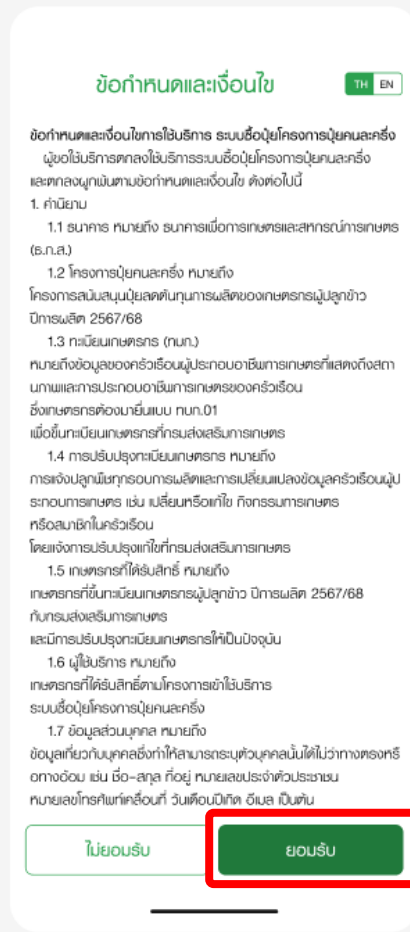 ข้อกำหนดและเงื่อนไข
TH EN
ข้อกำหนดและเงื่อนไขการใช้บริการ ระบบซื้อปุ๋ยโครงการปุ๋ยคนละครึ่ง
ผู้ขอใช้บริการตกลงใช้บริการระบบซื้อปุ๋ยโครงการปุ๋ยคนละครึ่ง
และตกลงผูกพันตามข้อกำหนดและเงื่อนไข ดังต่อไปนี้
1. คำนิยาม
1.1 ธนาคาร หมายถึง ธนาคารเพื่อการเกษตรและสหกรณ์การเกษตร
(ธ.ก.ส.)
1.2 โครงการปุ๋ยคนละครึ่ง หมายถึง
โครงการสนับสนุนปุ๋ยลดต้นทุนการผลิตของเกษตรกรผู้ปลูกข้าว
ปีการผลิต 2567/68
1.3 ทะเบียนเกษตรกร (ทบก.)
หมายถึงข้อมูลของครัวเรือนผู้ประกอบอาชีพการเกษตรที่แสดงถึงสถา
นภาพและการประกอบอาชีพการเกษตรของครัวเรือน
ซึ่งเกษตรกรต้องมายื่นแบบ ทบก.01
เพื่อขึ้นทะเบียนเกษตรกรที่กรมส่งเสริมการเกษตร
1.4 การปรับปรุงทะเบียนเกษตรกร หมายถึง
การแจ้งปลูกพืชทุกรอบการผลิตและการเปลี่ยนแปลงข้อมูลครัวเรือนผู้ป
ระกอบการเกษตร เช่น เปลี่ยนหรือแก้ไข กิจกรรมการเกษตร
หรือสมาชิกในครัวเรือน
โดยแจ้งการปรับปรุงแก้ไขที่กรมส่งเสริมการเกษตร
1.5 เกษตรกรที่ได้รับสิทธิ์ หมายถึง
เกษตรกรที่ขึ้นทะเบียนเกษตรกรผู้ปลูกข้าว ปีการผลิต 2567/68
กับกรมส่งเสริมการเกษตร
และมีการปรับปรุงทะเบียนเกษตรกรให้เป็นปัจจุบัน
1.6 ผู้ใช้บริการ หมายถึง
เกษตรกรที่ได้รับสิทธิ์ตามโครงการเข้าใช้บริการ
ระบบซื้อปุ๋ยโครงการปุ๋ยคนละครึ่ง
1.7 ข้อมูลส่วนบุคคล หมายถึง
ข้อมูลเกี่ยวกับบุคคลซึ่งทำให้สามารถระบุตัวบุคคลนั้นได้ไม่ว่าทางตรงหรื
อทางอ้อม เช่น ชื่อ-สกุล ที่อยู่ หมายเลขประจำตัวประชาชน
หมายเลขโทรศัพท์เคลื่อนที่ วันเดือนปีเกิด อีเมล เป็นต้น
ไม่ยอมรับ
ยอมรับ